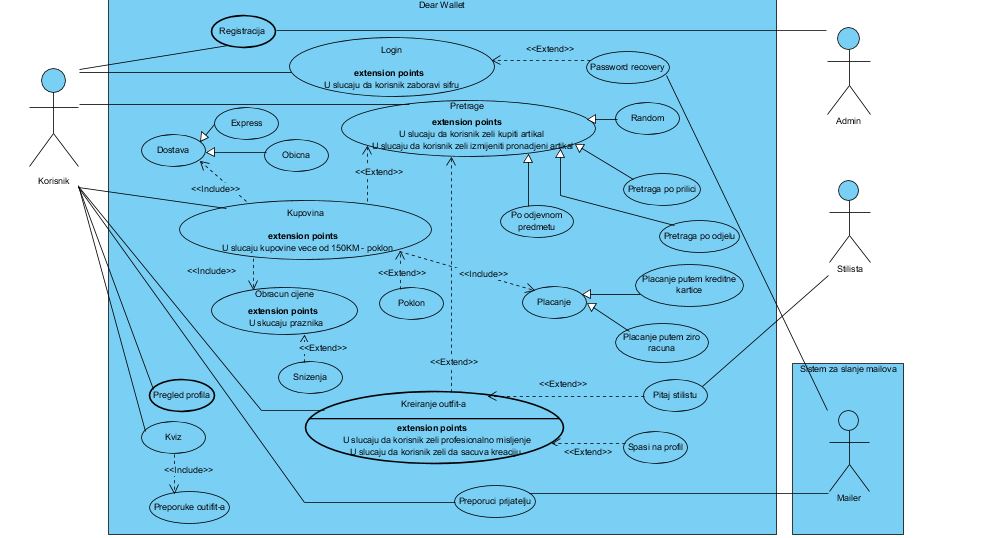 Dear Wallet
Registracija
Login
extension points
U slucaju da korisnik zaboravi sifru
<<Extend>>
Password recovery
Admin
Korisnik
Pretrage
extension points
U slucaju da korisnik zeli kupiti artikal
U slucaju da korisnik zeli izmijeniti pronadjeni artikal
Random
Express
Dostava
Obicna
<<Include>>
<<Extend>>
Pretraga po prilici
Po odjevnom
predmetu
Pretraga po odjelu
Stilista
Kupovina
extension points
U slucaju kupovine vece od 150KM - poklon
<<Include>>
<<Extend>>
<<Include>>
Obracun cijene
extension points
U skucaju praznika
Poklon
Placanje
Placanje putem kreditne
kartice
Placanje putem ziro
racuna
<<Extend>>
Snizenja
<<Extend>>
Sistem za slanje mailova
Pregled profila
Kreiranje outfit-a
extension points
U slucaju da korisnik zeli profesionalno misljenje
U slucaju da korisnik zeli da sacuva kreaciju
<<Extend>>
Pitaj stilistu
<<Extend>>
Spasi na profil
Kviz
<<Include>>
Preporuke outifit-a
Preporuci prijatelju
Mailer